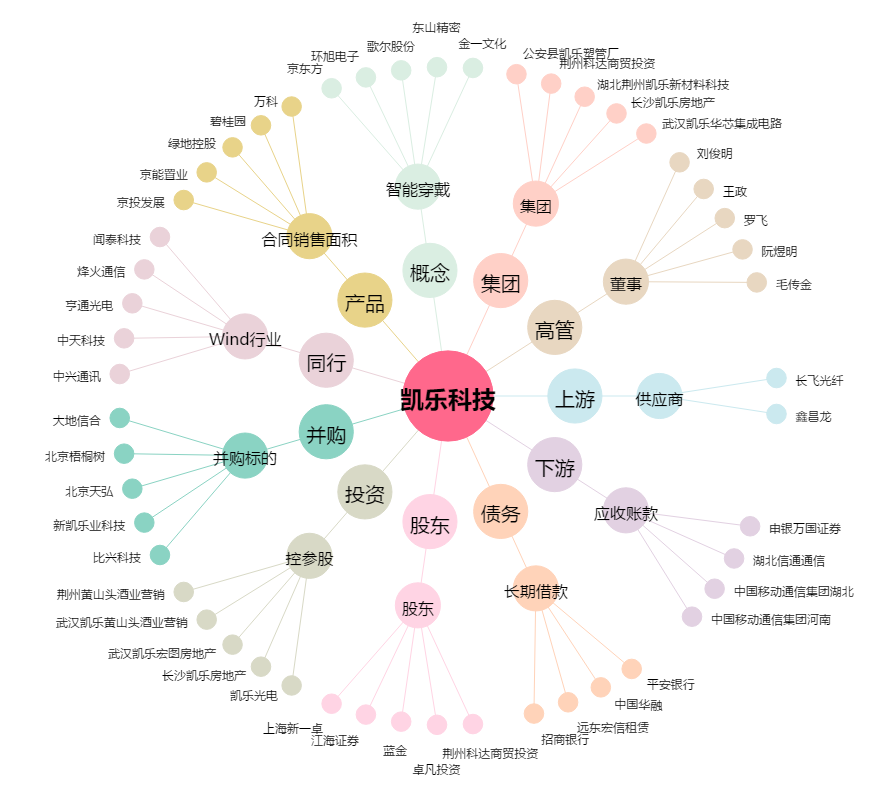 东山精密
金一文化
歌尔股份
环旭电子
京东方
公安县凯乐塑管厂
荆州科达商贸投资
湖北荆州凯乐新材料科技
长沙凯乐房地产
武汉凯乐华芯集成电路
万科
碧桂园
绿地控股
京能置业
京投发展
刘俊明
王政
罗飞
阮煜明
毛传金
智能穿戴
集团
合同销售面积
董事
概念
集团
产品
高管
闻泰科技
烽火通信
亨通光电
中天科技
中兴通讯
Wind行业
同行
凯乐科技
上游
供应商
长飞光纤
鑫昌龙
大地信合
北京梧桐树
北京天弘
新凯乐业科技
比兴科技
并购标的
并购
投资
股东
债务
下游
应收账款
申银万国证券
湖北信通通信
中国移动通信集团湖北
中国移动通信集团河南
控参股
股东
长期借款
荆州黄山头酒业营销
武汉凯乐黄山头酒业营销
武汉凯乐宏图房地产
长沙凯乐房地产
凯乐光电
上海新一卓
江海证券
蓝金
卓凡投资
荆州科达商贸投资
招商银行
远东宏信租赁
中国华融
平安银行